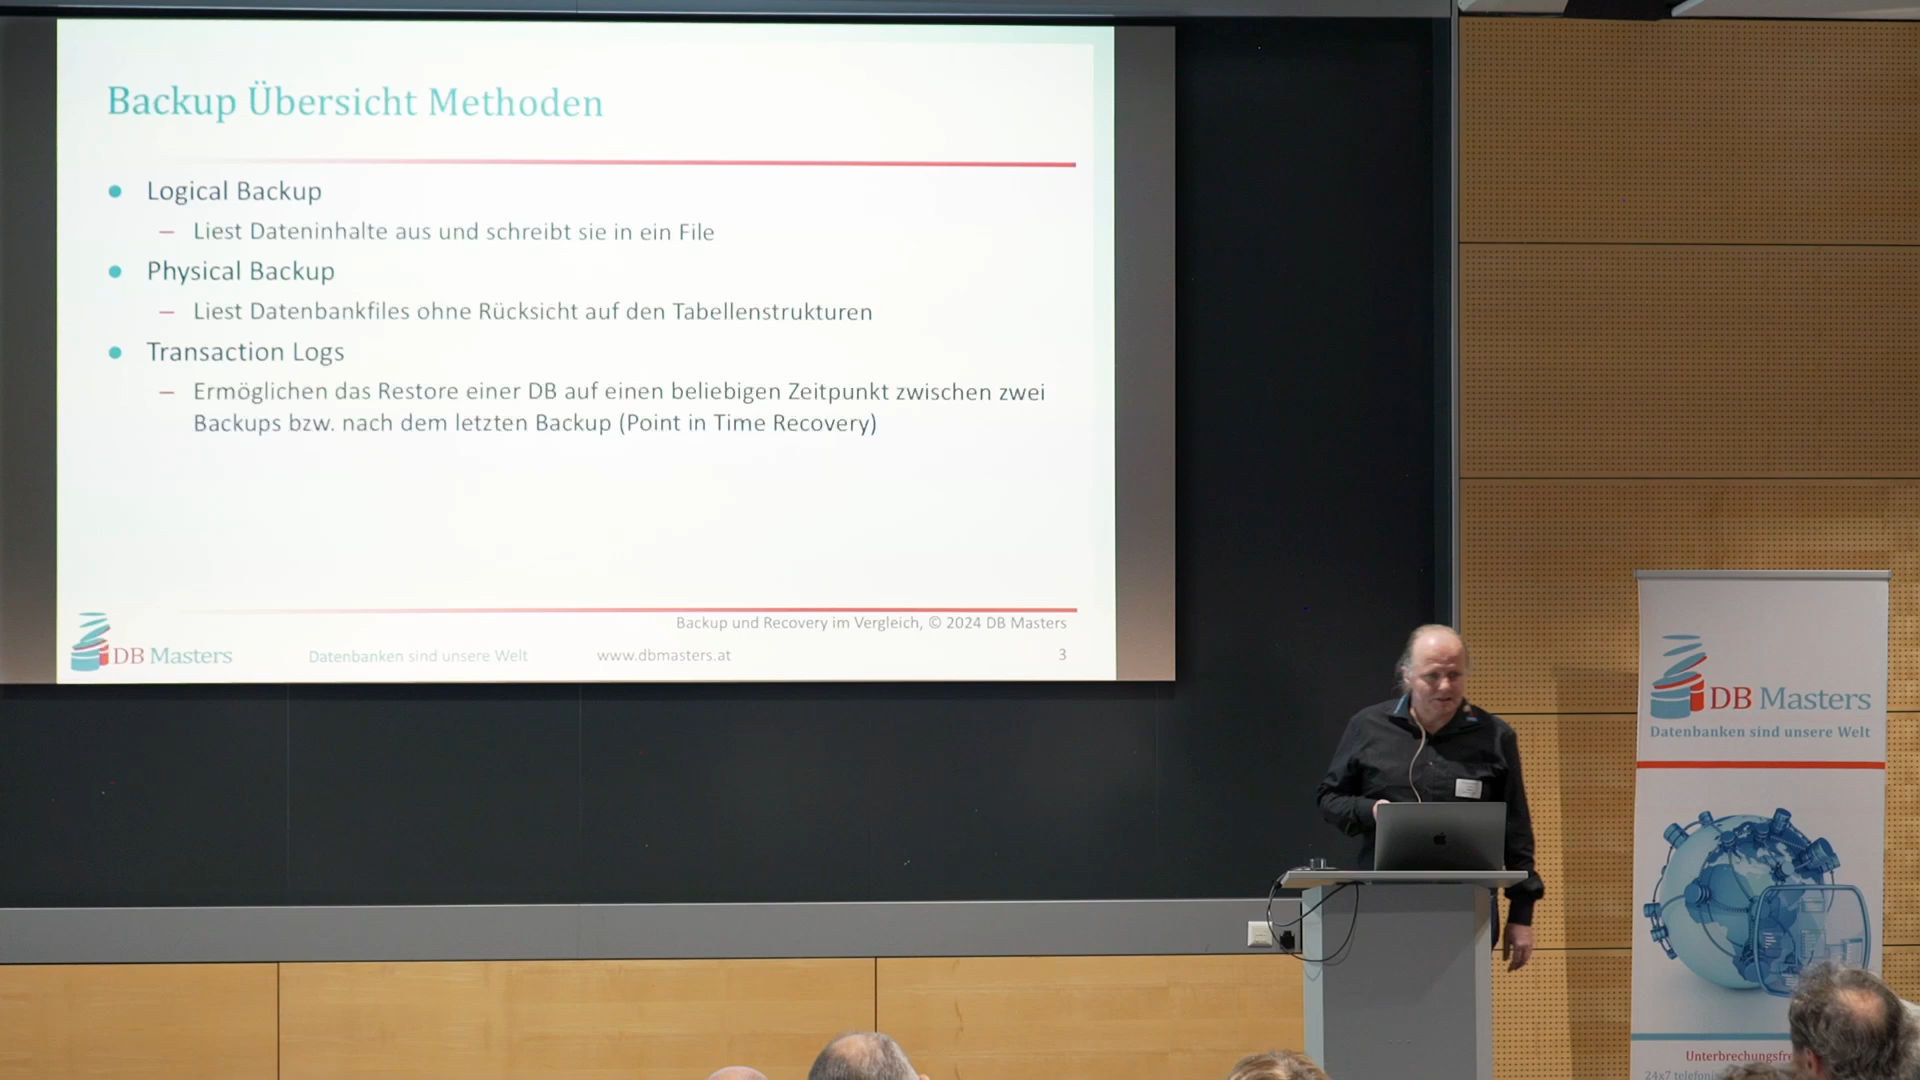 Backup Übersicht Methoden
Logical Backup
– Liest Dateninhalte aus und schreibt sie in ein File
Physical Backup
– Liest Datenbankfiles ohne Rücksicht auf den Tabellenstrukturen
Transaction Logs
– Ermöglichen das Restore einer DB auf einen beliebigen Zeitpunkt zwischen zwei
Backups bzw. nach dem letzten Backup (Point in Time Recovery)
Backup und Recovery im Vergleich, © 2024 DB Masters
DB Masters Datenbanken sind unsere Welt www.dbmasters.at 3
DB Masters
Datenbanken sind unsere Welt
24x7